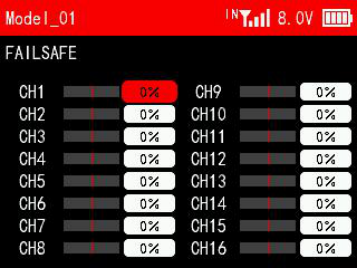 Model_01 IN 8.0V
FAILSAFE
CH1 0% CH9 0%
CH2 0% CH10 0%
CH3 0% CH11 0%
CH4 0% CH12 0%
CH5 0% CH13 0%
CH6 0% CH14 0%
CH7 0% CH15 0%
CH8 0% CH16 0%